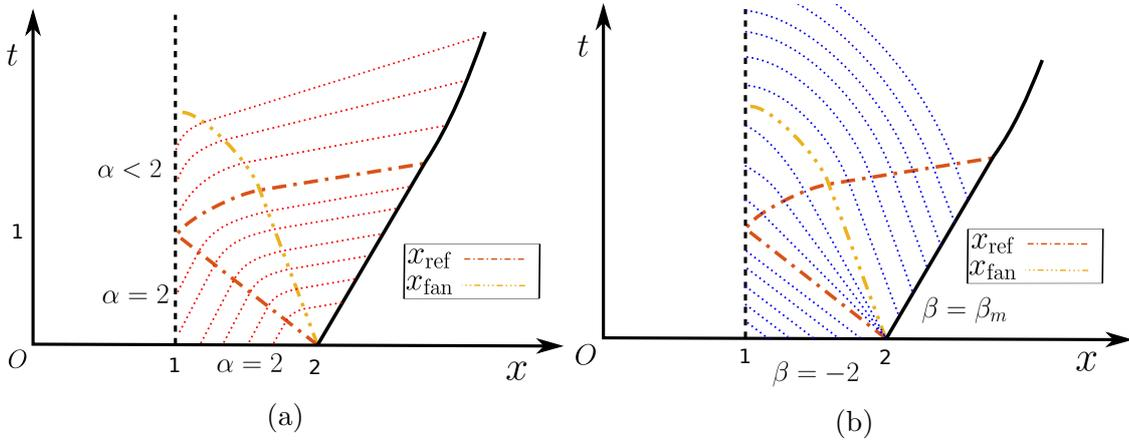 t
α < 2
1
α = 2
x_ref
x_fan
O
1
α = 2
2
x
(a)
t
x_ref
x_fan
β = β_m
O
1
β = −2
2
x
(b)